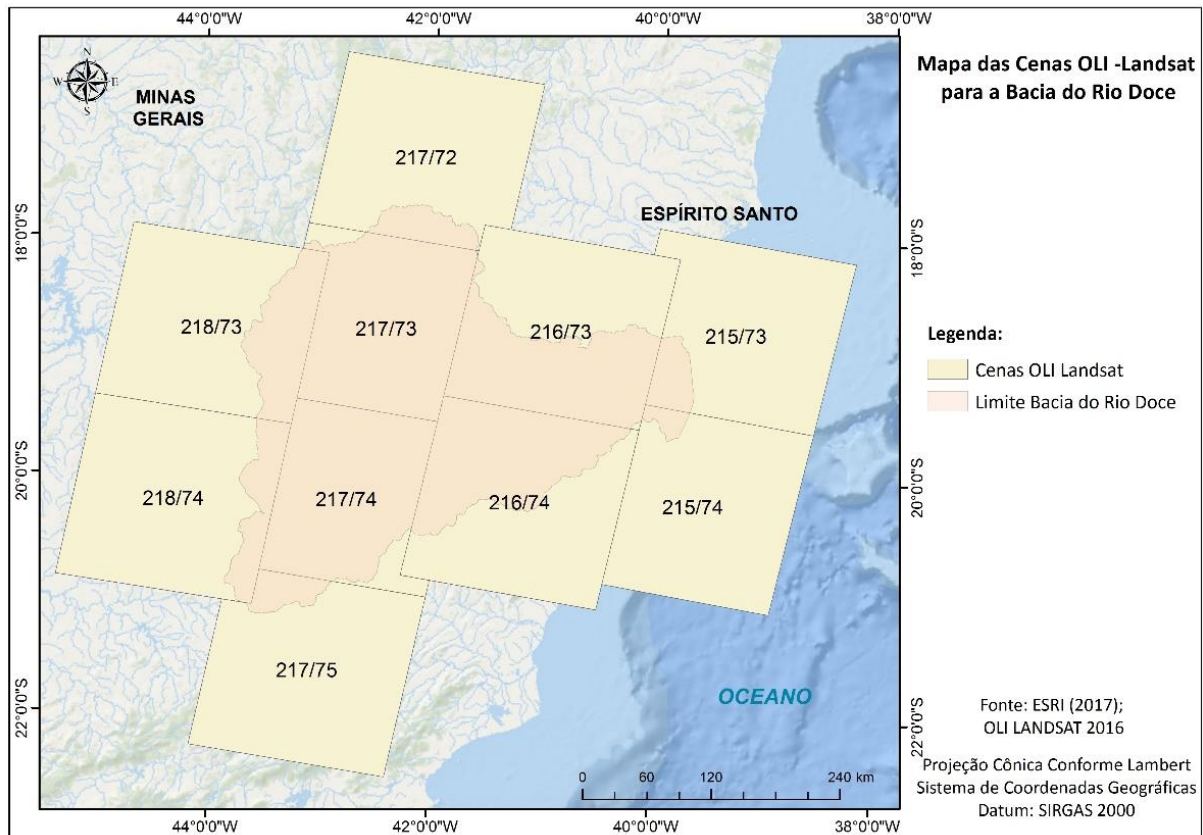 44°0'0"W
42°0'0"W
40°0'0"W
38°0'0"W
N
W
E
S
MINAS
GERAIS
Mapa das Cenas OLI -Landsat
para a Bacia do Rio Doce
217/72
ESPÍRITO SANTO
18°0'0"S
18°0'0"S
218/73
217/73
216/73
215/73
Legenda:
Cenas OLI Landsat
Limite Bacia do Rio Doce
20°0'0"S
20°0'0"S
218/74
217/74
216/74
215/74
217/75
OCEANO
22°0'0"S
22°0'0"S
Fonte: ESRI (2017);
OLI LANDSAT 2016
0 60 120 240 km
Projeção Cônica Conforme Lambert
Sistema de Coordenadas Geográficas
Datum: SIRGAS 2000
44°0'0"W
42°0'0"W
40°0'0"W
38°0'0"W